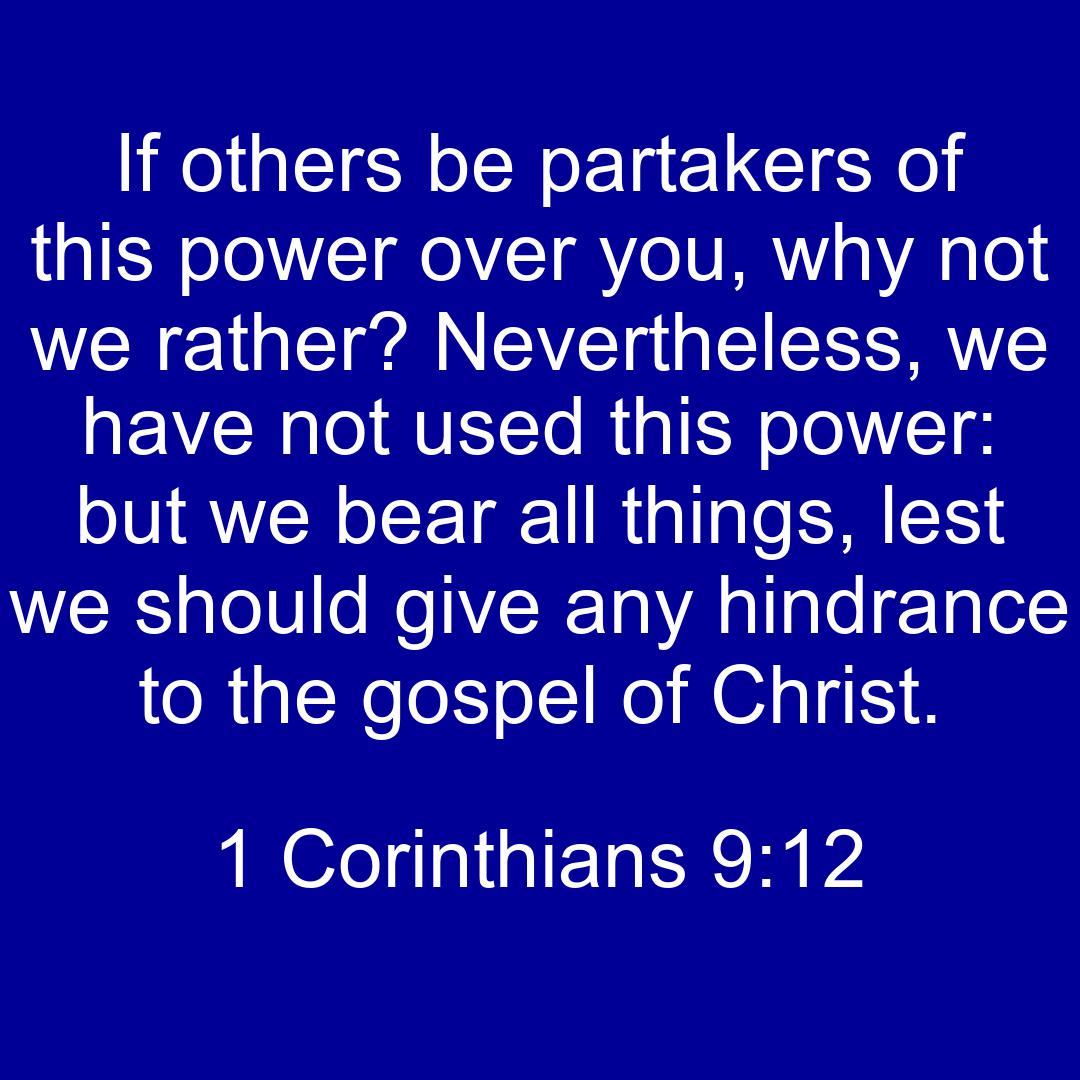 If others be partakers of
this power over you, why not
we rather? Nevertheless, we
have not used this power:
but we bear all things, lest
we should give any hindrance
to the gospel of Christ.
1 Corinthians 9:12